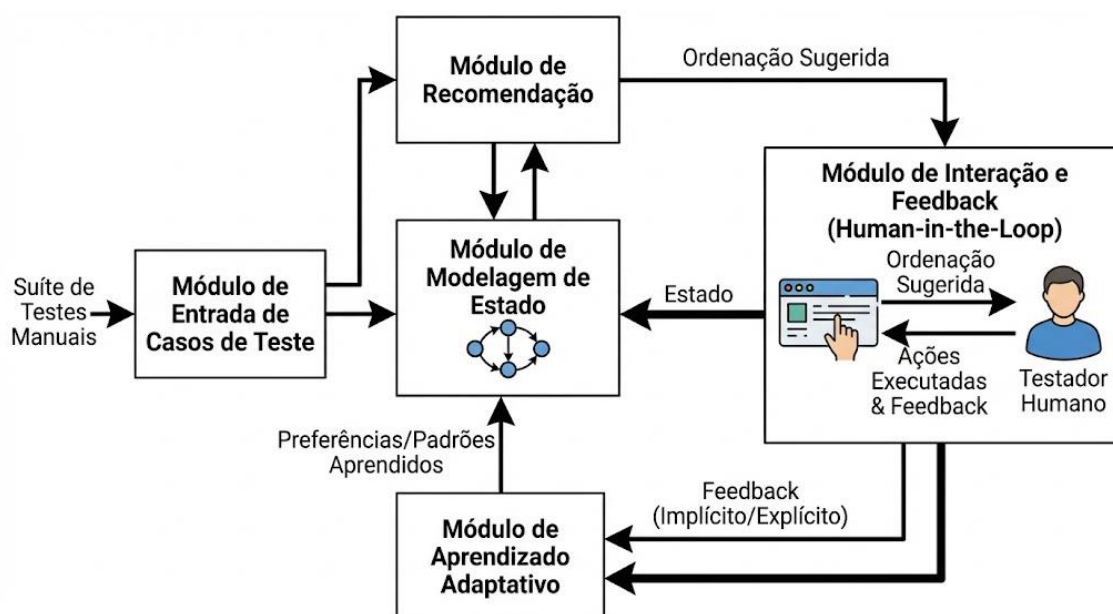 Módulo de
Recomendação
Ordenação Sugerida
Módulo de Interação e
Feedback
(Human-in-the-Loop)
Ordenação
Sugerida
Ações
Executadas
& Feedback
Testador
Humano
Suíte de
Testes
Manuais
Módulo de
Entrada de
Casos de Teste
Módulo de
Modelagem de
Estado
Estado
Preferências/Padrões
Aprendidos
Feedback
(Implícito/Explícito)
Módulo de
Aprendizado
Adaptativo